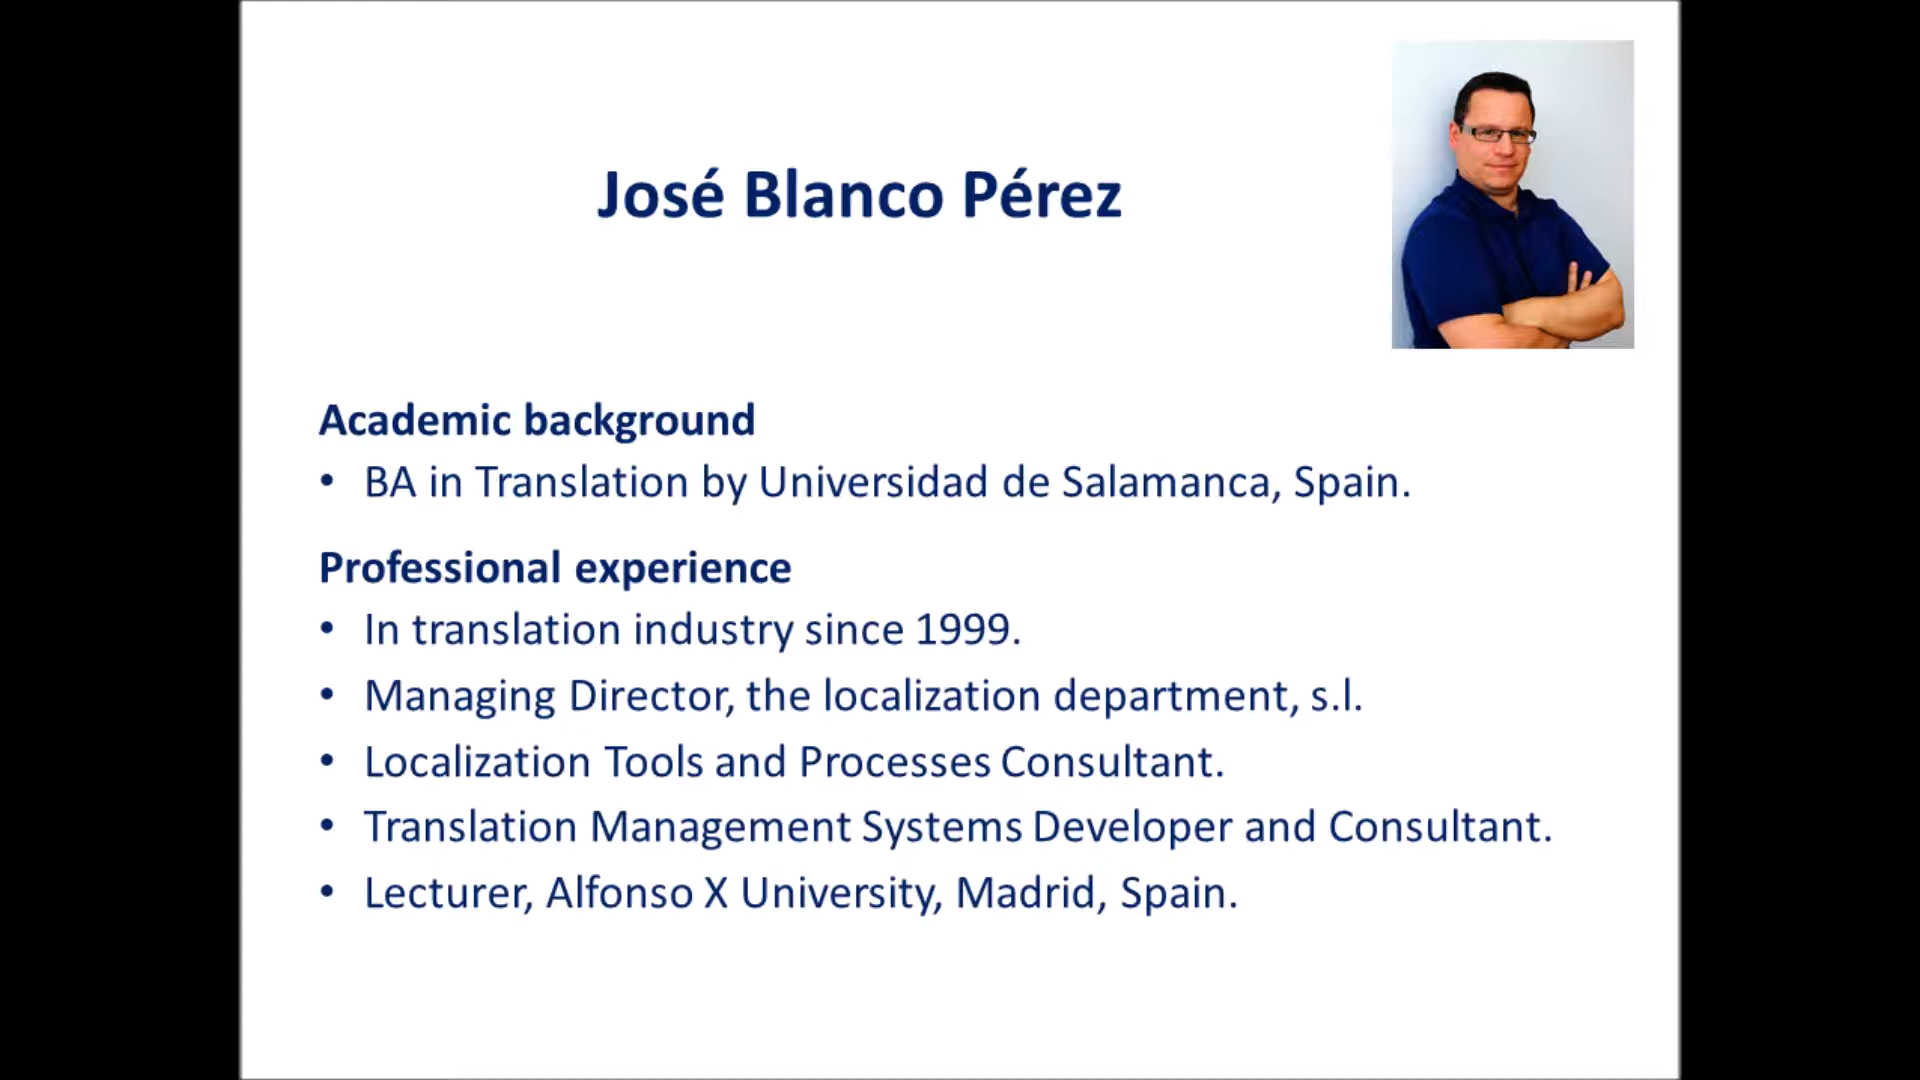 José Blanco Pérez
Academic background
• BA in Translation by Universidad de Salamanca, Spain.
Professional experience
• In translation industry since 1999.
• Managing Director, the localization department, s.l.
• Localization Tools and Processes Consultant.
• Translation Management Systems Developer and Consultant.
• Lecturer, Alfonso X University, Madrid, Spain.